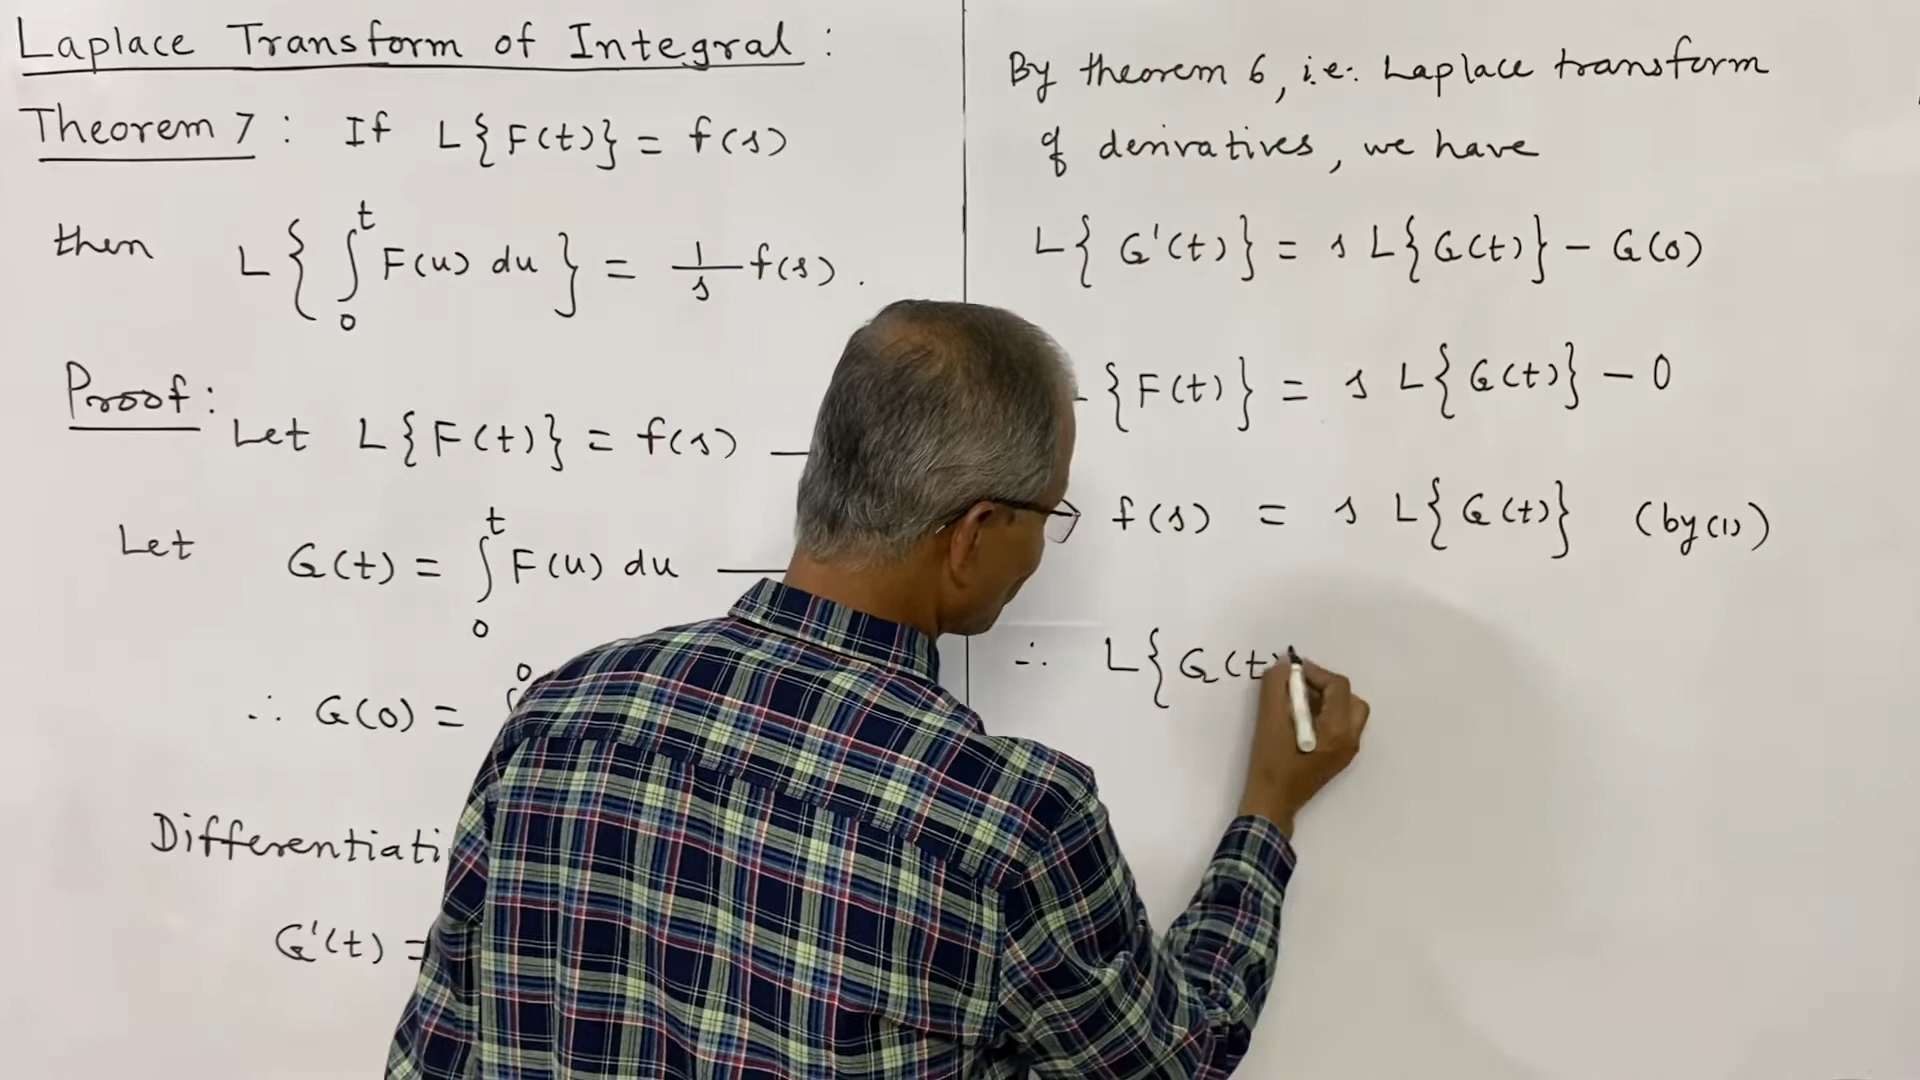 Laplace Transform of Integral :
Theorem 7 : If L{F(t)} = f(s)
then L{∫₀ᵗ F(u) du} = 1/s f(s).
Proof :
Let L{F(t)} = f(s) —
Let G(t) = ∫₀ᵗ F(u) du —
∴ G(0) = 0
Differentiati
G'(t) =
By theorem 6, i.e. Laplace transform
of derivatives, we have
L{G'(t)} = s L{G(t)} - G(0)
{F(t)} = s L{G(t)} - 0
f(s) = s L{G(t)} (by(1))
∴ L{G(t)